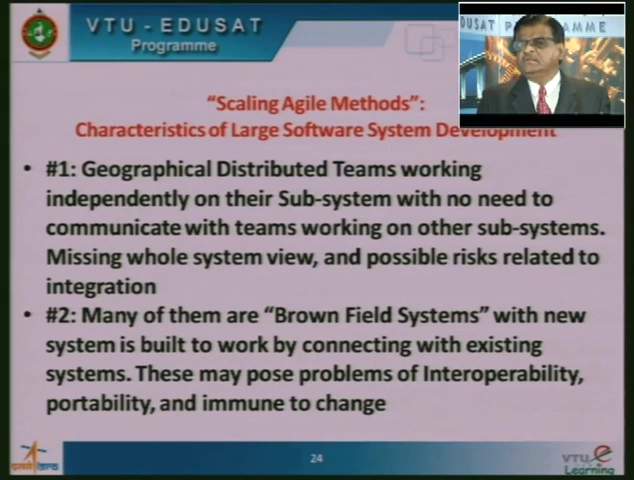 VTU - EDUSAT
Programme
EDUSAT PROGRAMME
"Scaling Agile Methods":
Characteristics of Large Software System Development
• #1: Geographical Distributed Teams working
independently on their Sub-system with no need to
communicate with teams working on other sub-systems.
Missing whole system view, and possible risks related to
integration
• #2: Many of them are "Brown Field Systems" with new
system is built to work by connecting with existing
systems. These may pose problems of Interoperability,
portability, and immune to change
24
VTU e
Learning